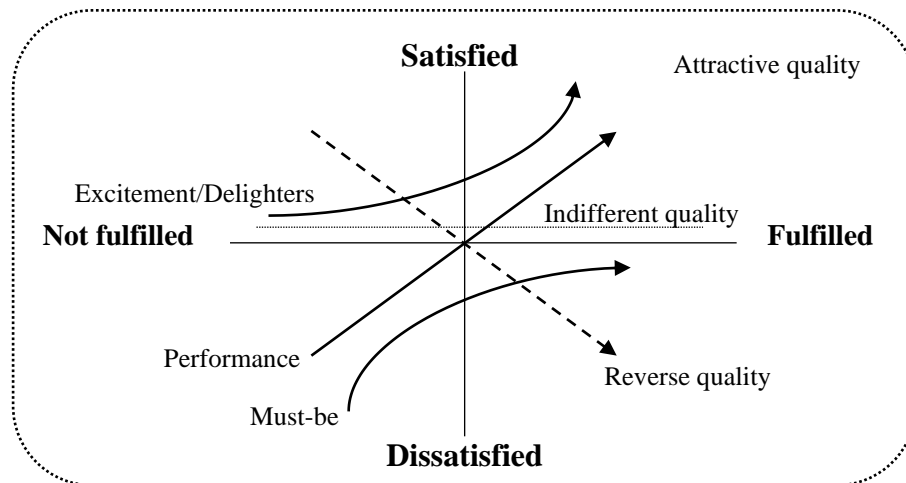 Satisfied
Attractive quality
Excitement/Delighters
Indifferent quality
Not fulfilled
Fulfilled
Performance
Reverse quality
Must-be
Dissatisfied